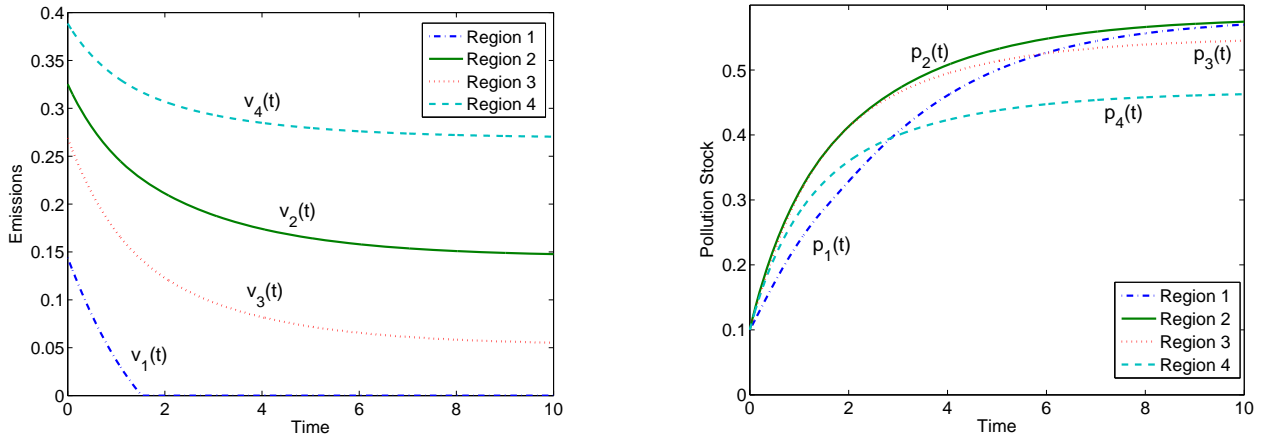 0.4
0.35
0.3
0.25
0.2
0.15
0.1
0.05
0
Emissions
0 2 4 6 8 10
Time
Region 1
Region 2
Region 3
Region 4
v4(t)
v2(t)
v3(t)
v1(t)
0.5
0.4
0.3
0.2
0.1
0
Pollution Stock
0 2 4 6 8 10
Time
p2(t)
p3(t)
p4(t)
p1(t)
Region 1
Region 2
Region 3
Region 4